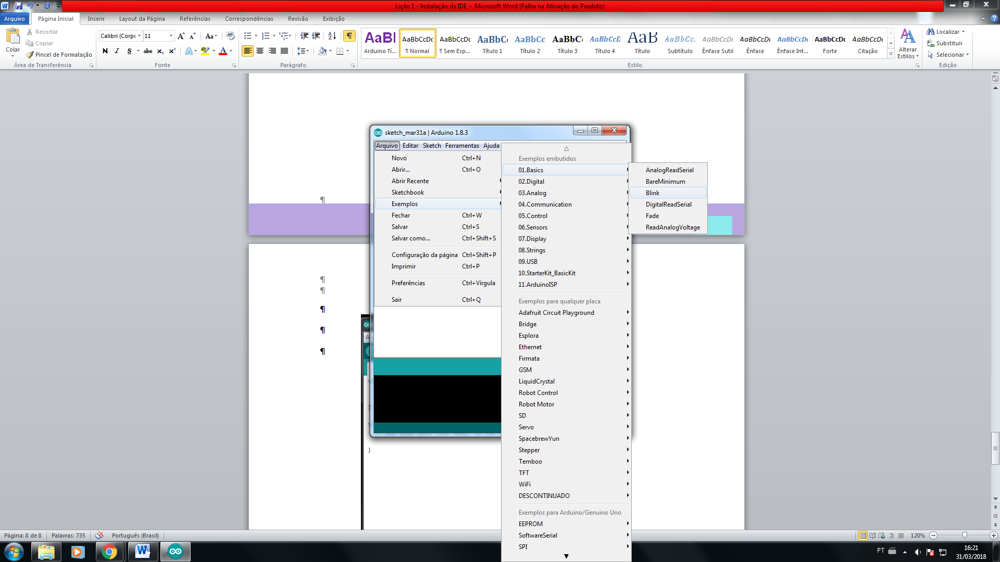 Lição 1 - Instalação da IDE - Microsoft Word (Falha na Ativação do Produto)
Arquivo Página Inicial Inserir Layout da Página Referências Correspondências Revisão Exibição
Colar
Recortar
Copiar
Pincel de Formatação
Área de Transferência
Calibri (Corpo 11
Aa
N I S abc x₂ x²
Fonte
Parágrafo
AaBl AaBbCcDc AaBbCcDc AaBbCc AaBbCc AaBbC AaBbCcD AaB AaBbCc. AaBbCcDc AaBbCcDc AaBbCcDc AaBbCcDc AaBbCcDc
Arduino Tí... ¶ Normal ¶ Sem Esp... Título 1 Título 2 Título 3 Título 4 Título Subtítulo Ênfase Sutil Ênfase Ênfase Int... Forte Citação
Estilo
Alterar
Estilos
Localizar
Substituir
Selecionar
Edição
sketch_mar31a | Arduino 1.8.3
Arquivo Editar Sketch Ferramentas Ajuda
Novo Ctrl+N
Abrir... Ctrl+O
Abrir Recente
Sketchbook
Exemplos
Fechar Ctrl+W
Salvar Ctrl+S
Salvar como... Ctrl+Shift+S
Configuração da página Ctrl+Shift+P
Imprimir Ctrl+P
Preferências Ctrl+Vírgula
Sair Ctrl+Q
Exemplos embutidos
01.Basics
02.Digital
03.Analog
04.Communication
05.Control
06.Sensors
07.Display
08.Strings
09.USB
10.StarterKit_BasicKit
11.ArduinoISP
Exemplos para qualquer placa
Adafruit Circuit Playground
Bridge
Esplora
Ethernet
Firmata
GSM
LiquidCrystal
Robot Control
Robot Motor
SD
Servo
SpacebrewYun
Stepper
Temboo
TFT
WiFi
DESCONTINUADO
Exemplos para Arduino/Genuino Uno
EEPROM
SoftwareSerial
SPI
AnalogReadSerial
BareMinimum
Blink
DigitalReadSerial
Fade
ReadAnalogVoltage
¶
¶
¶
¶
¶
¶
}
Página: 8 de 8 Palavras: 735 Português (Brasil) 120%
PT 16:21
31/03/2018